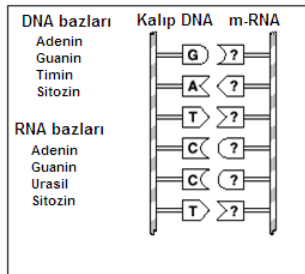 DNA bazları
Adenin
Guanin
Timin
Sitozin
RNA bazları
Adenin
Guanin
Urasil
Sitozin
Kalıp DNA m-RNA
G ?
A ?
T ?
C ?
C ?
T ?